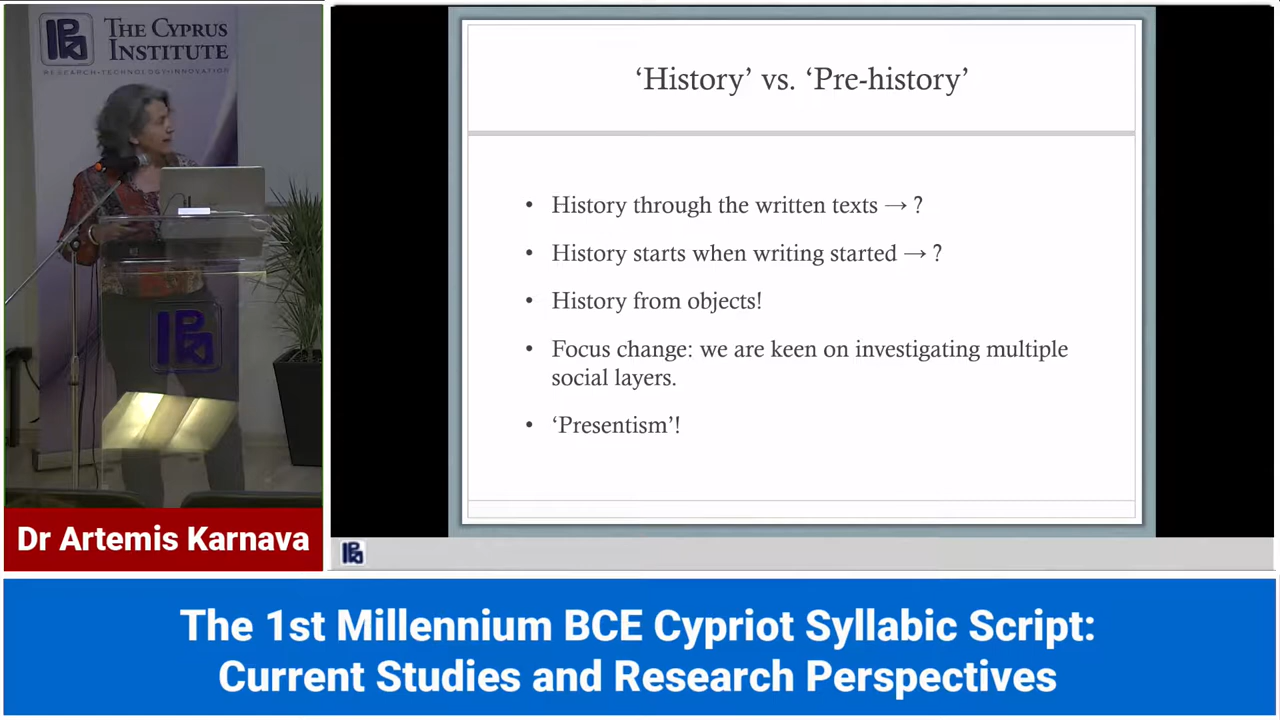 THE CYPRUS
INSTITUTE
RESEARCH•TECHNOLOGY•INNOVATION
‘History’ vs. ‘Pre-history’
• History through the written texts → ?
• History starts when writing started → ?
• History from objects!
• Focus change: we are keen on investigating multiple
social layers.
• ‘Presentism’!
Dr Artemis Karnava
The 1st Millennium BCE Cypriot Syllabic Script:
Current Studies and Research Perspectives